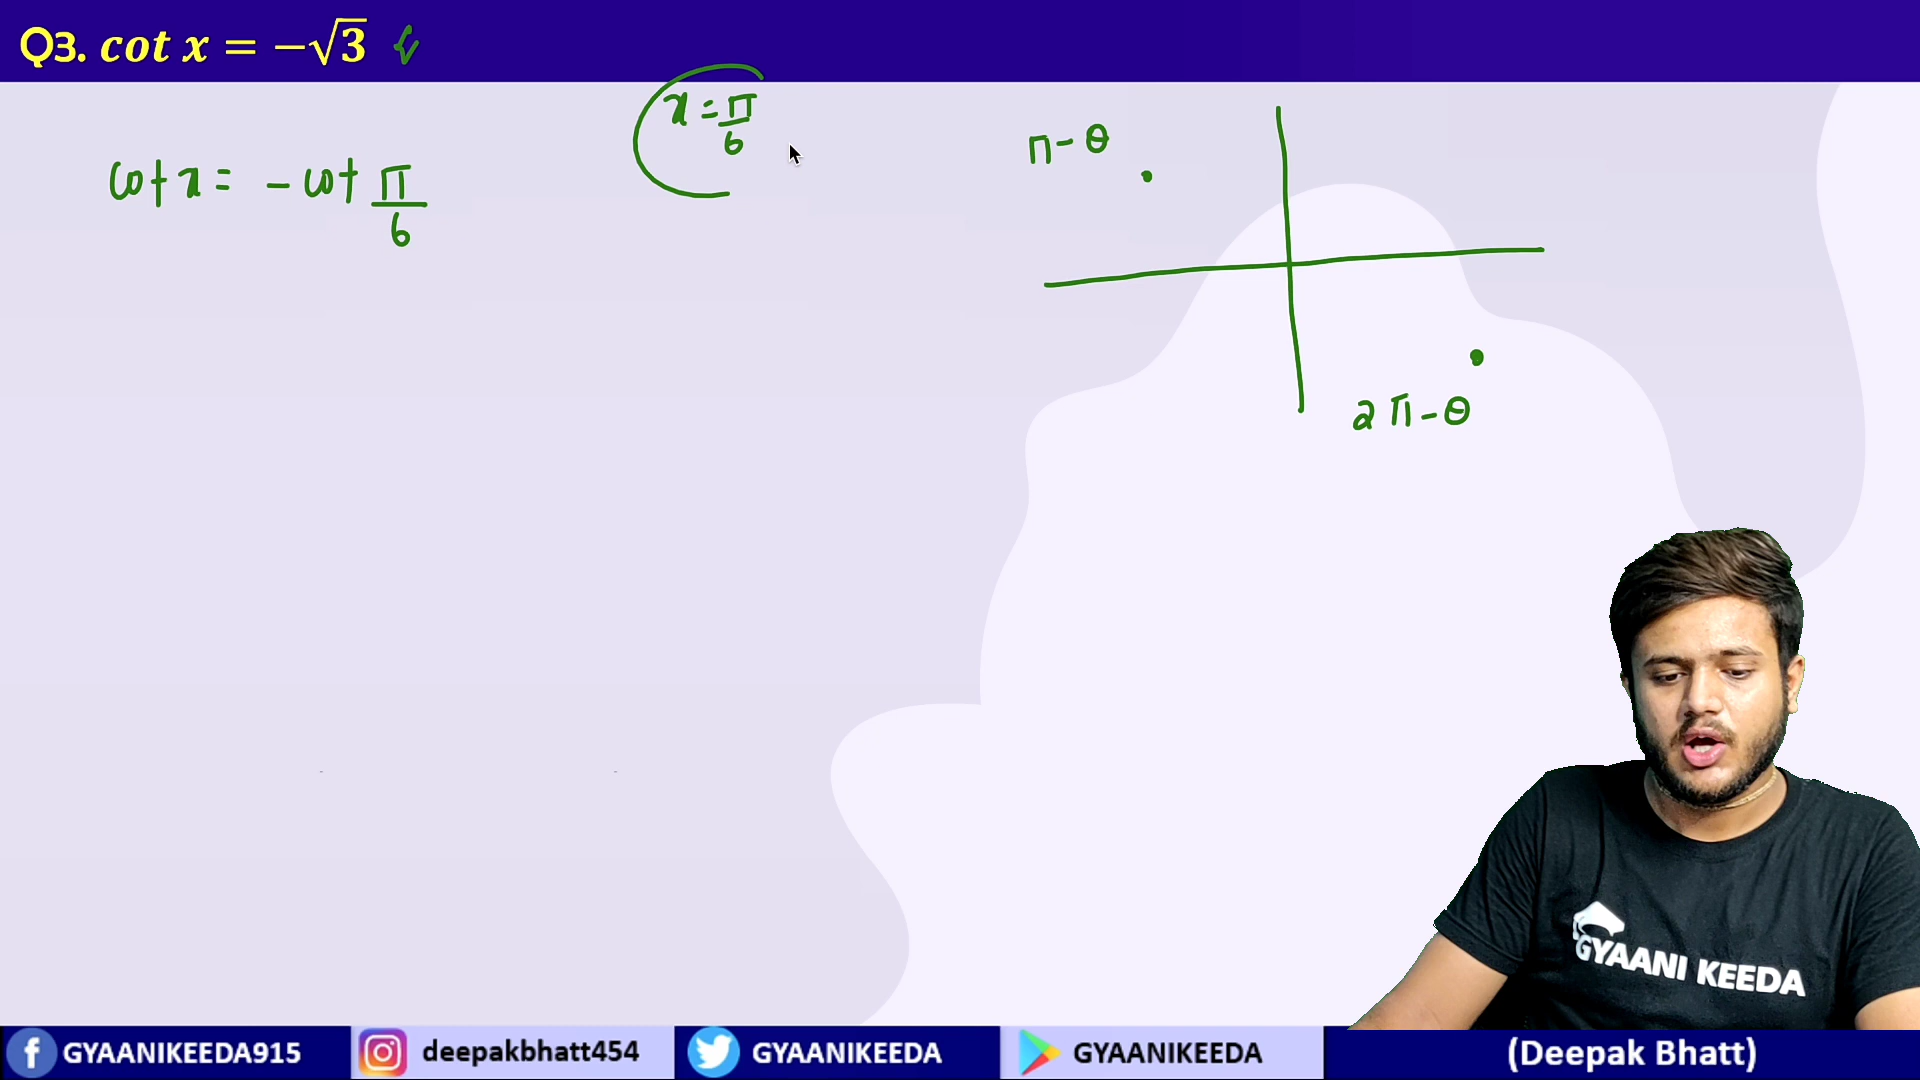 Q3. cot x = −√3
x = π/6
π - θ
cot x = - cot π/6
2π - θ
GYAANI KEEDA
GYAANIKEEDA915
deepakbhatt454
GYAANIKEEDA
GYAANIKEEDA
(Deepak Bhatt)